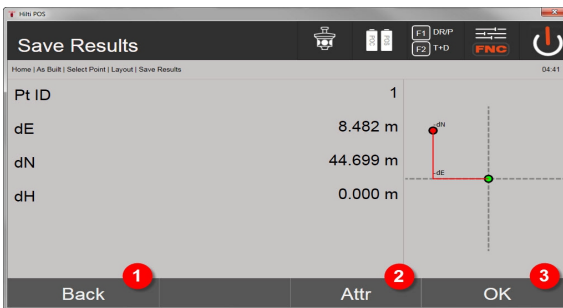 Hilti POS
Save Results
POC
POS
F1 DR/P
F2 T+D
FNC
Home | As Built | Select Point | Layout | Save Results
04:41
Pt ID 1
dE 8.482 m
dN 44.699 m
dH 0.000 m
-dN
-dE
1
2
3
Back
Attr
OK